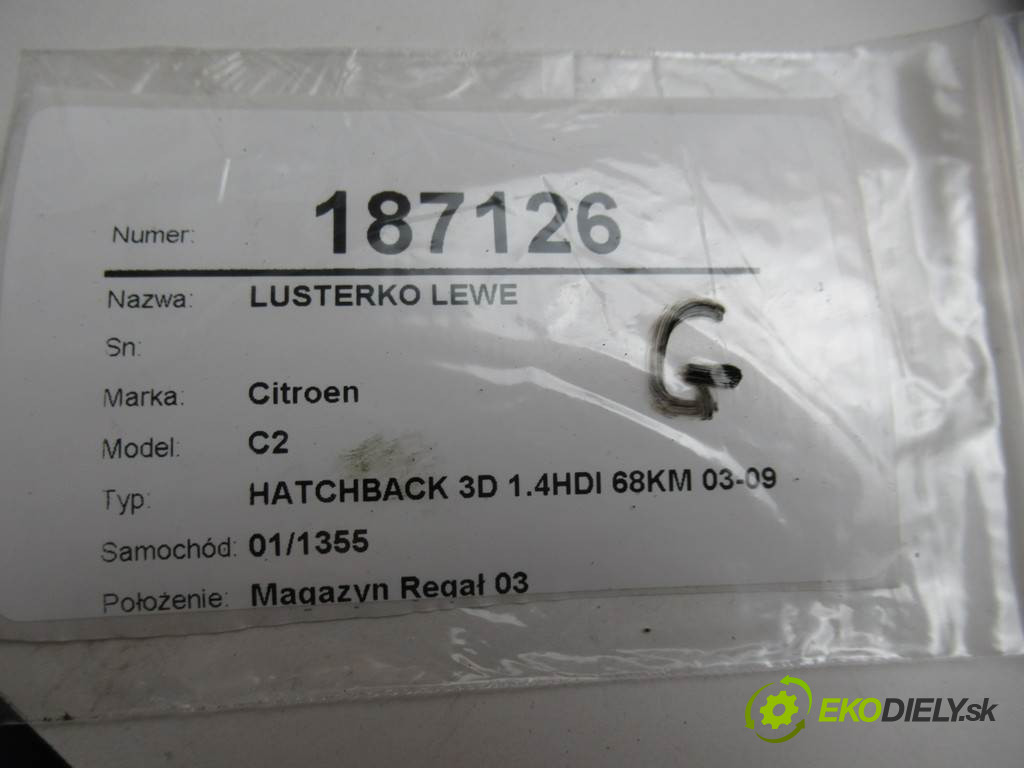 Numer: 187126
Nazwa: LUSTERKO LEWE
Sn:
G
Marka: Citroen
Model: C2
Typ: HATCHBACK 3D 1.4HDI 68KM 03-09
Samochód: 01/1355
Położenie: Magazyn Regał 03
EKODIELY.sk